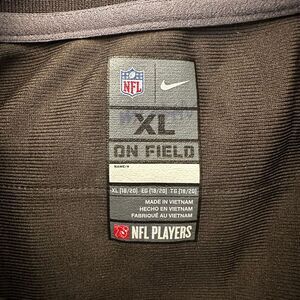 NFL
XL
ON FIELD
NAME/#
XL [18/20] EG [18/20] TG [18/20]
MADE IN VIETNAM
HECHO EN VIETNAM
FABRIQUÉ AU VIETNAM
NFL PLAYERS